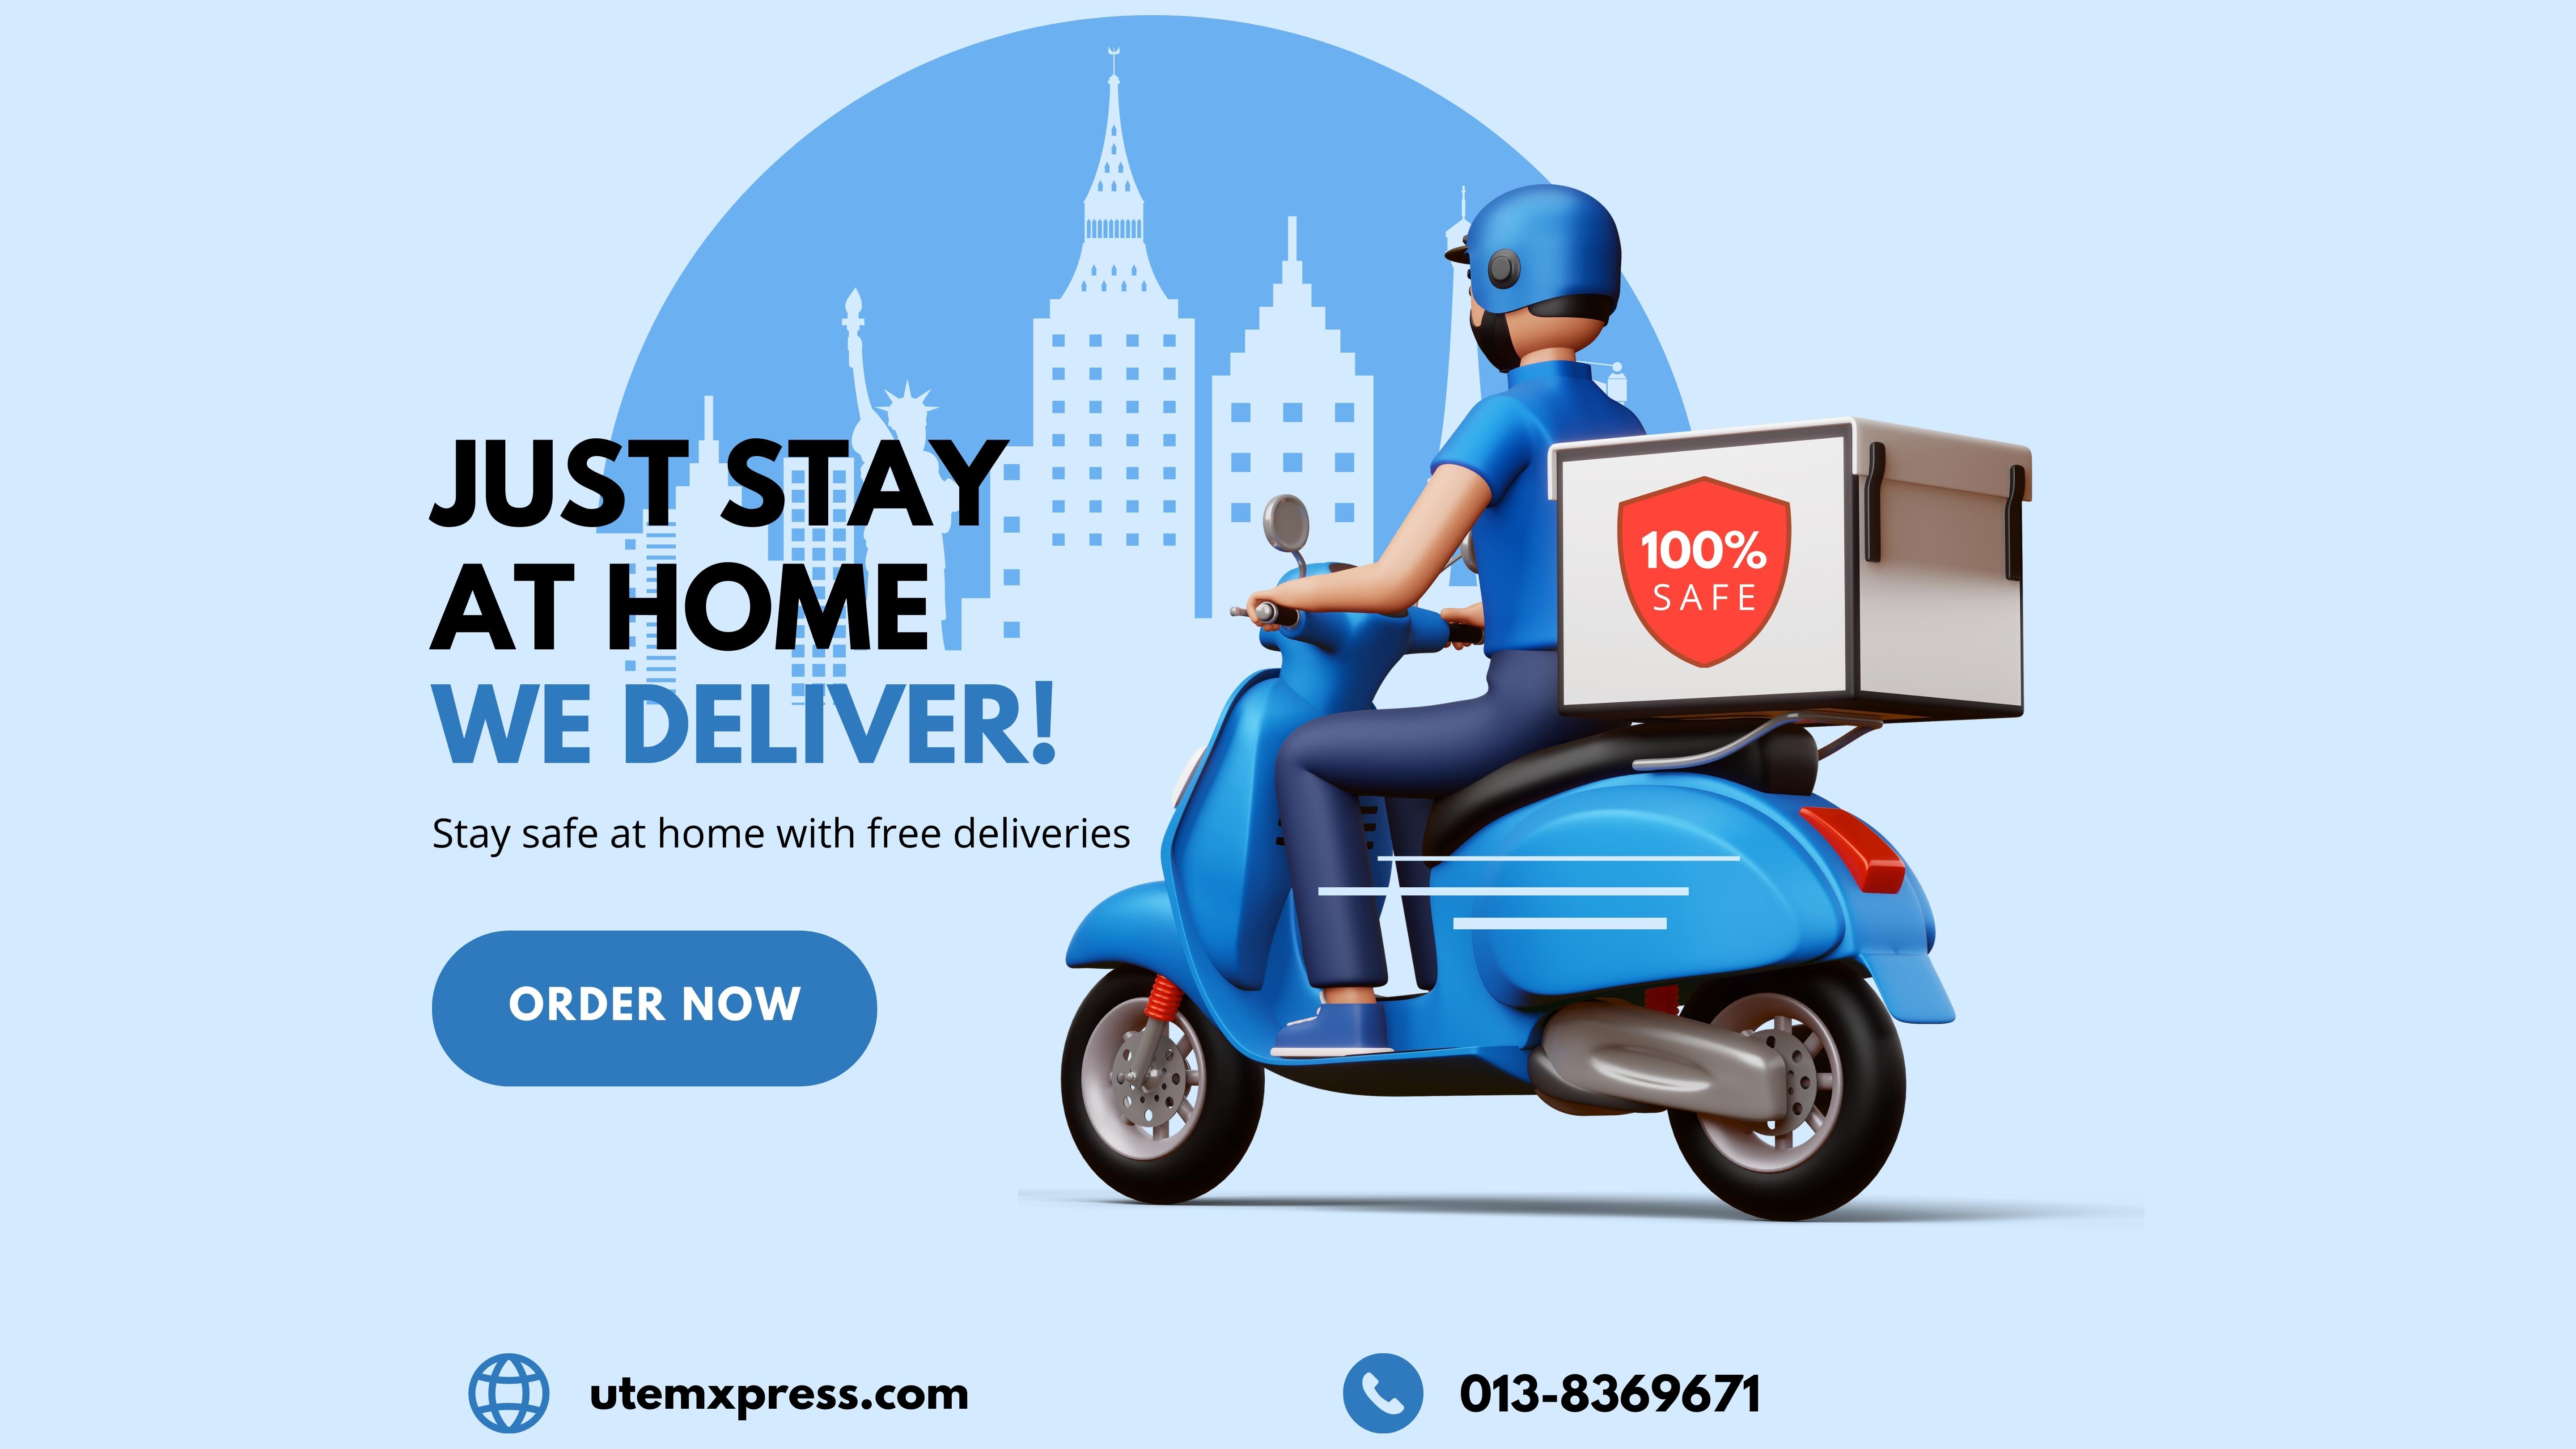 JUST STAY
AT HOME
WE DELIVER!
Stay safe at home with free deliveries
ORDER NOW
100%
SAFE
utemxpress.com
013-8369671